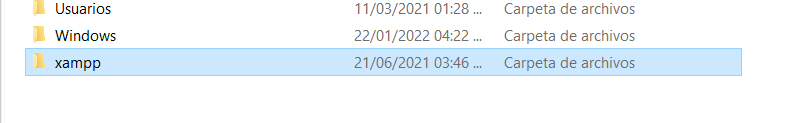 Usuarios 11/03/2021 01:28 ... Carpeta de archivos
Windows 22/01/2022 04:22 ... Carpeta de archivos
xampp 21/06/2021 03:46 ... Carpeta de archivos